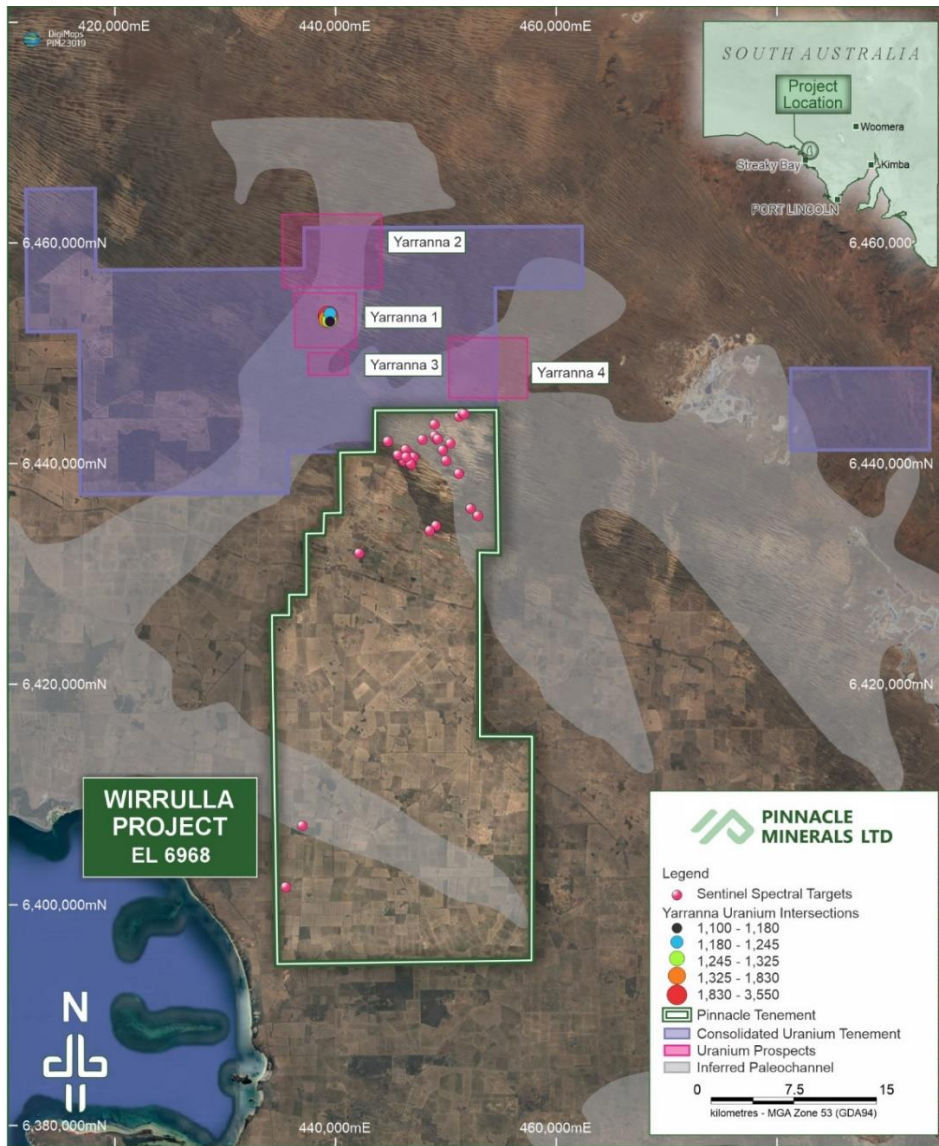 420,000mE
440,000mE
460,000mE
DigiMaps
PIM23019
SOUTH AUSTRALIA
Project
Location
Woomera
Streaky Bay
Kimba
PORT LINCOLN
6,460,000mN
6,460,000mN
Yarranna 2
Yarranna 1
Yarranna 3
Yarranna 4
6,440,000mN
6,440,000mN
6,420,000mN
6,420,000mN
WIRRULLA
PROJECT
EL 6968
6,400,000mN
N
6,380,000mN
440,000mE
460,000mE
PINNACLE
MINERALS LTD
Legend
Sentinel Spectral Targets
Yarranna Uranium Intersections
1,100 - 1,180
1,180 - 1,245
1,245 - 1,325
1,325 - 1,830
1,830 - 3,550
Pinnacle Tenement
Consolidated Uranium Tenement
Uranium Prospects
Inferred Paleochannel
0 7.5 15
kilometres - MGA Zone 53 (GDA94)